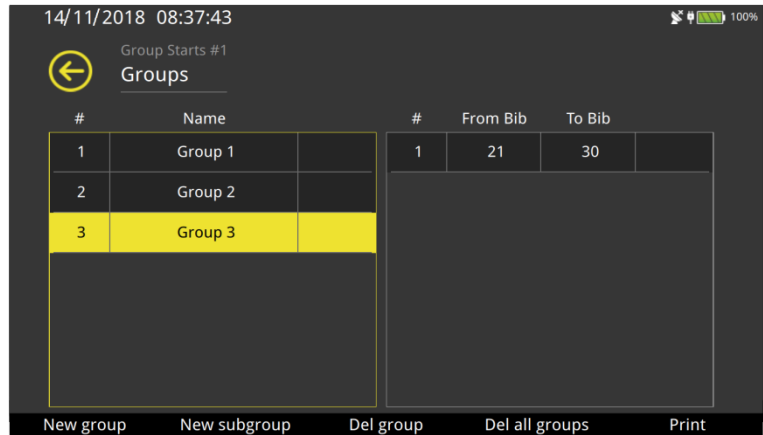 14/11/2018 08:37:43 100%
Group Starts #1
Groups
# Name # From Bib To Bib
1 Group 1 1 21 30
2 Group 2
3 Group 3
New group New subgroup Del group Del all groups Print